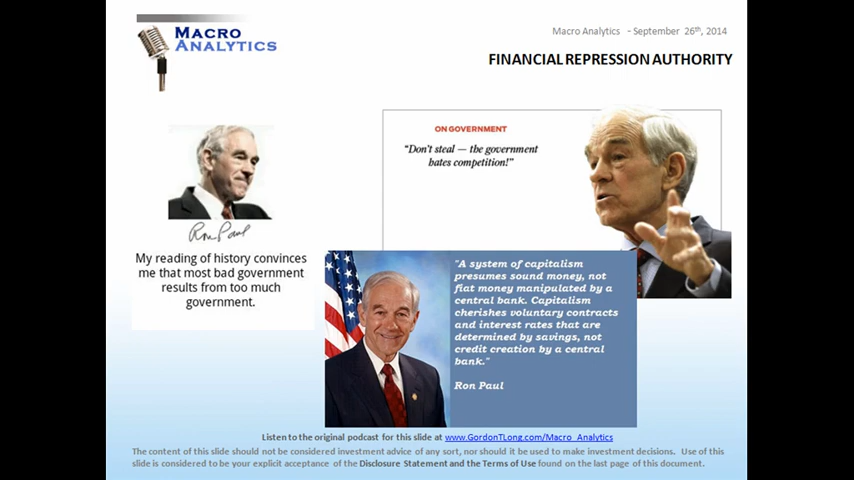 MACRO
ANALYTICS
Macro Analytics - September 26th, 2014
FINANCIAL REPRESSION AUTHORITY
ON GOVERNMENT
“Don’t steal — the government
hates competition!”
Ron Paul
My reading of history convinces
me that most bad government
results from too much
government.
"A system of capitalism
presumes sound money, not
fiat money manipulated by a
central bank. Capitalism
cherishes voluntary contracts
and interest rates that are
determined by savings, not
credit creation by a central
bank."
Ron Paul
Listen to the original podcast for this slide at www.GordonTLong.com/Macro_Analytics
The content of this slide should not be considered investment advice of any sort, nor should it be used to make investment decisions. Use of this
slide is considered to be your explicit acceptance of the Disclosure Statement and the Terms of Use found on the last page of this document.